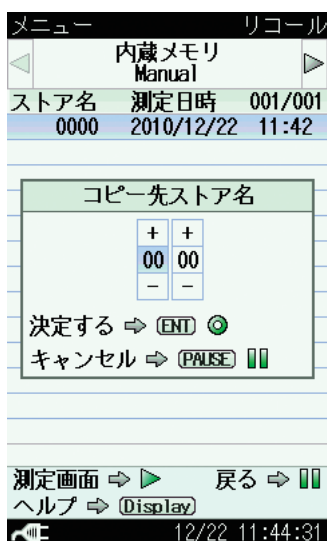 メニュー リコール
内蔵メモリ
Manual
ストア名 測定日時 001/001
0000 2010/12/22 11:42
コピー先ストア名
+ +
00 00
− −
決定する ⇨ ENT ◎
キャンセル ⇨ PAUSE
測定画面 ⇨ ▷ 戻る ⇨
ヘルプ ⇨ Display
12/22 11:44:31